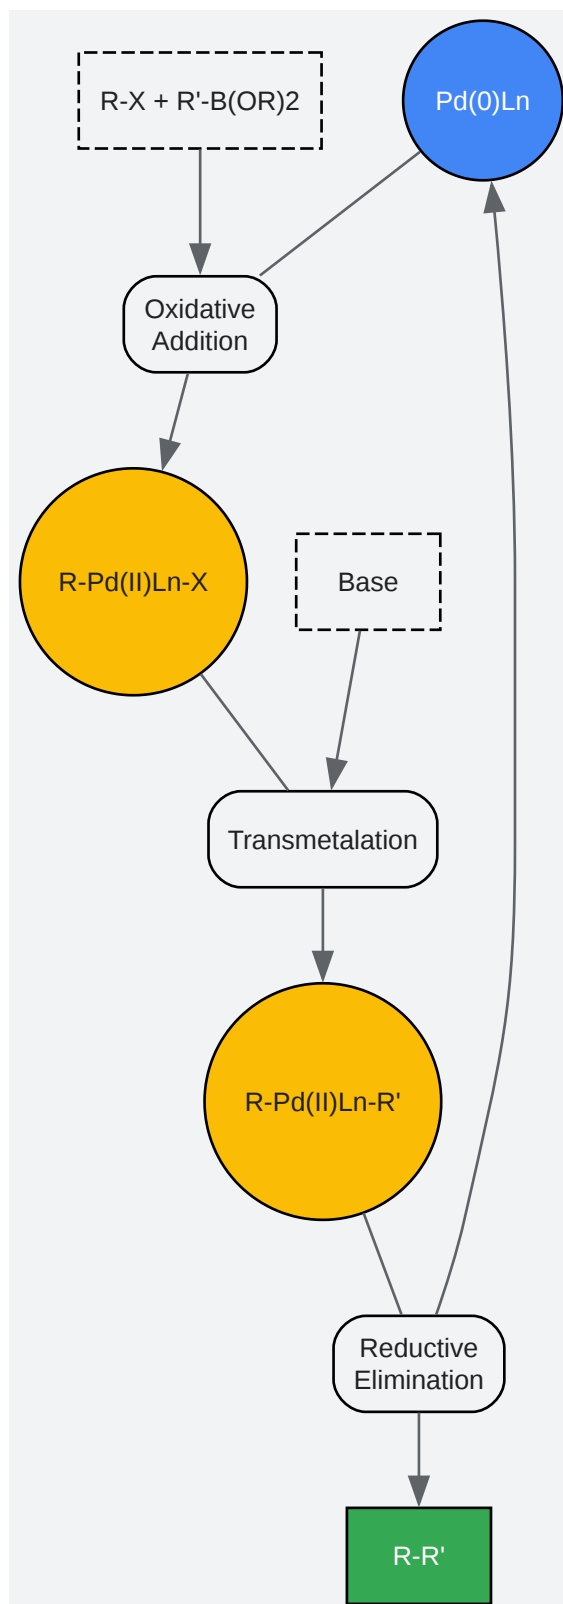 R-X + R'-B(OR)2
Pd(0)Ln
Oxidative
Addition
R-Pd(II)Ln-X
Base
Transmetalation
R-Pd(II)Ln-R'
Reductive
Elimination
R-R'